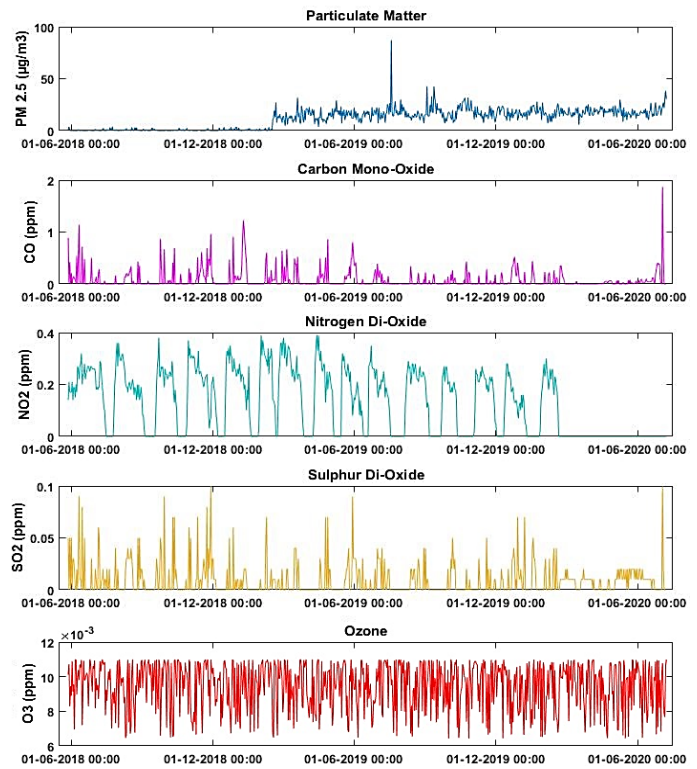 Particulate Matter
100
50
0
PM 2.5 (µg/m3)
01-06-2018 00:00 01-12-2018 00:00 01-06-2019 00:00 01-12-2019 00:00 01-06-2020 00:00
Carbon Mono-Oxide
2
1
0
CO (ppm)
01-06-2018 00:00 01-12-2018 00:00 01-06-2019 00:00 01-12-2019 00:00 01-06-2020 00:00
Nitrogen Di-Oxide
0.4
0.2
0
NO2 (ppm)
01-06-2018 00:00 01-12-2018 00:00 01-06-2019 00:00 01-12-2019 00:00 01-06-2020 00:00
Sulphur Di-Oxide
0.1
0.05
0
SO2 (ppm)
01-06-2018 00:00 01-12-2018 00:00 01-06-2019 00:00 01-12-2019 00:00 01-06-2020 00:00
×10⁻³ Ozone
12
10
8
6
O3 (ppm)
01-06-2018 00:00 01-12-2018 00:00 01-06-2019 00:00 01-12-2019 00:00 01-06-2020 00:00